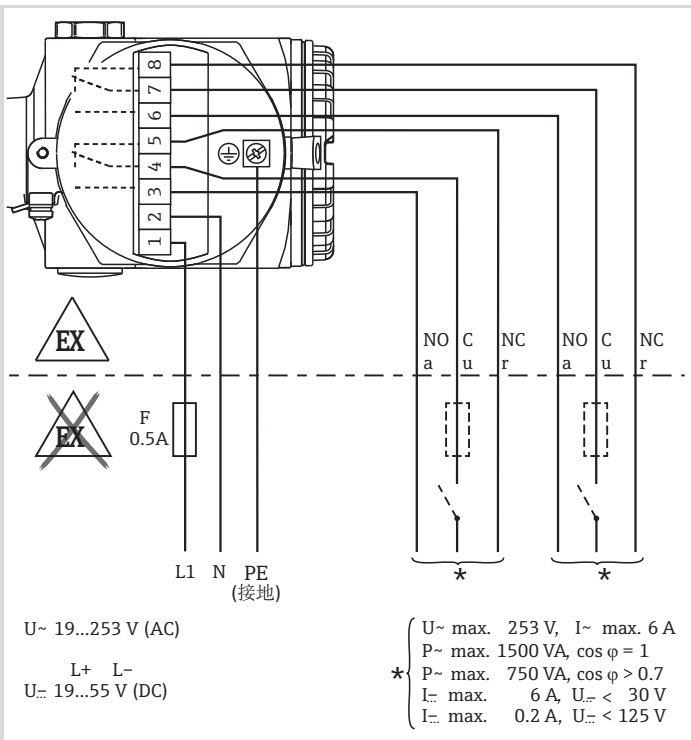 8
7
6
5
4
3
2
1
EX
NO C NC NO C NC
a u r a u r
EX
F
0.5A
L1 N PE
(接地)
* *
U~ 19...253 V (AC)
L+ L−
U⎓ 19...55 V (DC)
*
U~ max. 253 V, I~ max. 6 A
P~ max. 1500 VA, cos φ = 1
P~ max. 750 VA, cos φ > 0.7
I⎓ max. 6 A, U⎓ < 30 V
I⎓ max. 0.2 A, U⎓ < 125 V